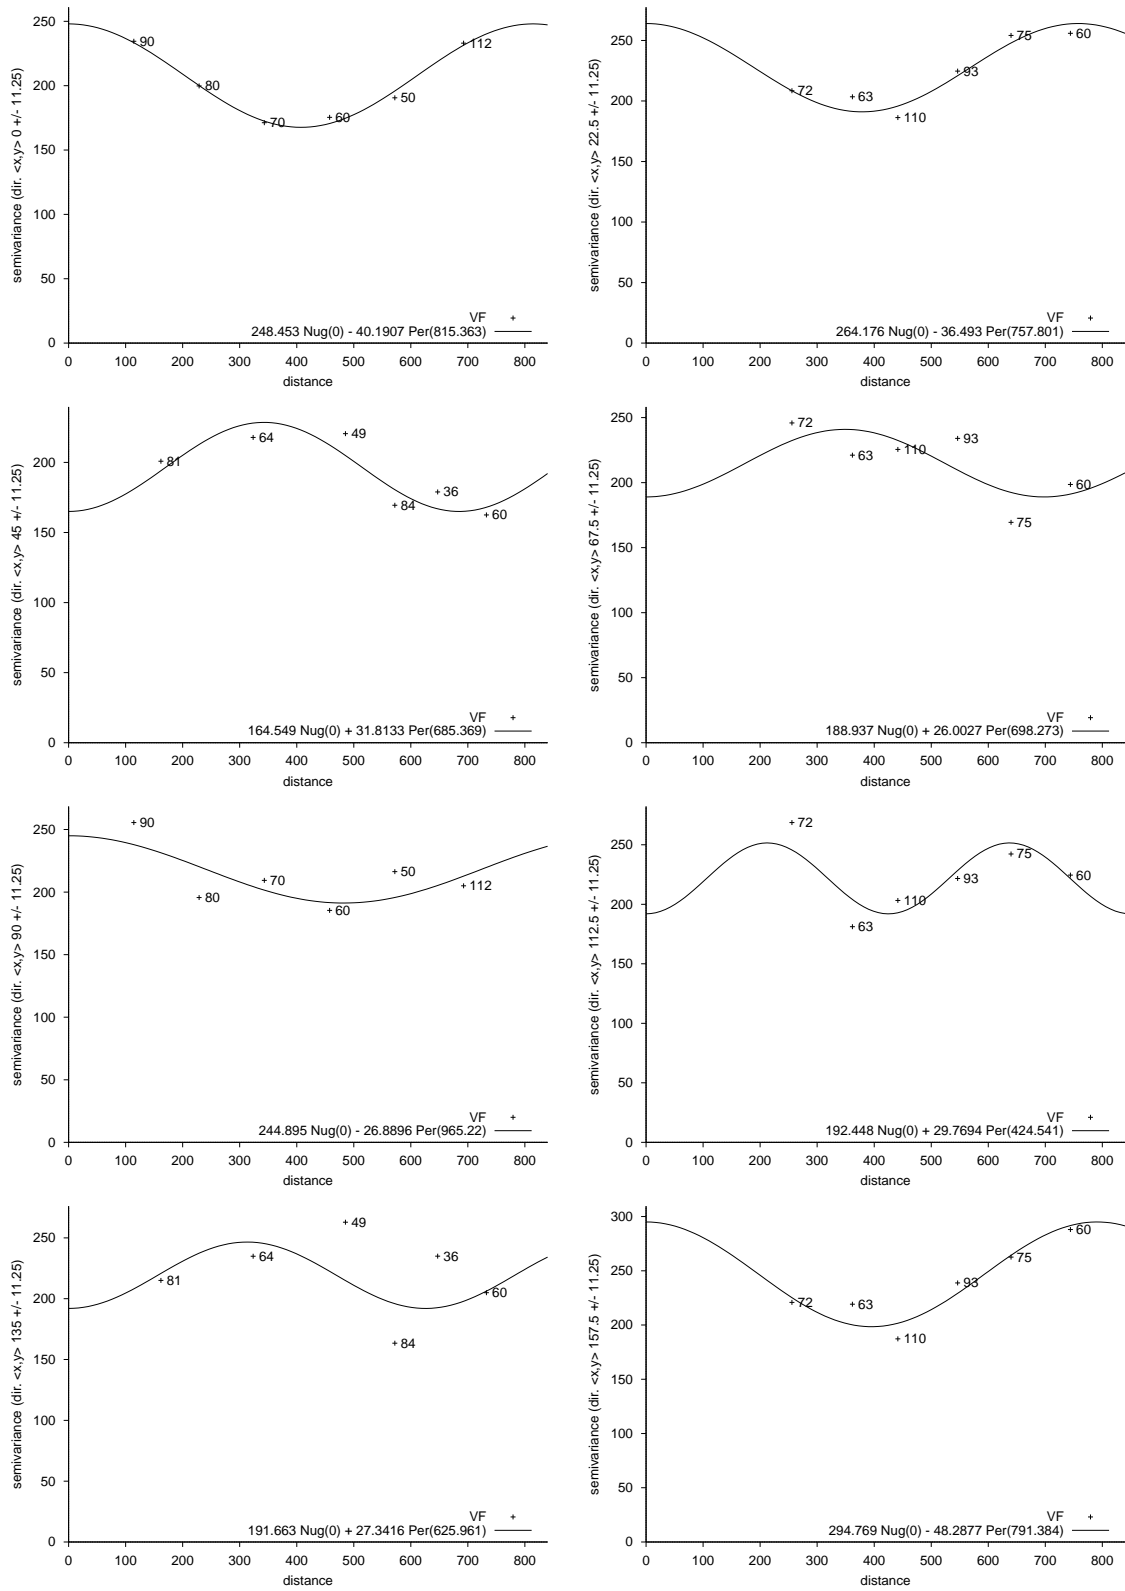 semivariance (dir. <x,y> 0 +/- 11.25)
250
200
150
100
50
0
90
80
70
60
50
112
VF
248.453 Nug(0) - 40.1907 Per(815.363)
0 100 200 300 400 500 600 700 800
distance
semivariance (dir. <x,y> 22.5 +/- 11.25)
250
200
150
100
50
0
72
63
110
93
75
60
VF
264.176 Nug(0) - 36.493 Per(757.801)
0 100 200 300 400 500 600 700 800
distance
semivariance (dir. <x,y> 45 +/- 11.25)
200
150
100
50
0
81
64
49
84
36
60
VF
164.549 Nug(0) + 31.8133 Per(685.369)
0 100 200 300 400 500 600 700 800
distance
semivariance (dir. <x,y> 67.5 +/- 11.25)
250
200
150
100
50
0
72
63
110
93
75
60
VF
188.937 Nug(0) + 26.0027 Per(698.273)
0 100 200 300 400 500 600 700 800
distance
semivariance (dir. <x,y> 90 +/- 11.25)
250
200
150
100
50
0
90
80
70
60
50
112
VF
244.895 Nug(0) - 26.8896 Per(965.22)
0 100 200 300 400 500 600 700 800
distance
semivariance (dir. <x,y> 112.5 +/- 11.25)
250
200
150
100
50
0
72
63
110
93
75
60
VF
192.448 Nug(0) + 29.7694 Per(424.541)
0 100 200 300 400 500 600 700 800
distance
semivariance (dir. <x,y> 135 +/- 11.25)
250
200
150
100
50
0
81
64
49
84
36
60
VF
191.663 Nug(0) + 27.3416 Per(625.961)
0 100 200 300 400 500 600 700 800
distance
semivariance (dir. <x,y> 157.5 +/- 11.25)
300
250
200
150
100
50
0
72
63
110
93
75
60
VF
294.769 Nug(0) - 48.2877 Per(791.384)
0 100 200 300 400 500 600 700 800
distance